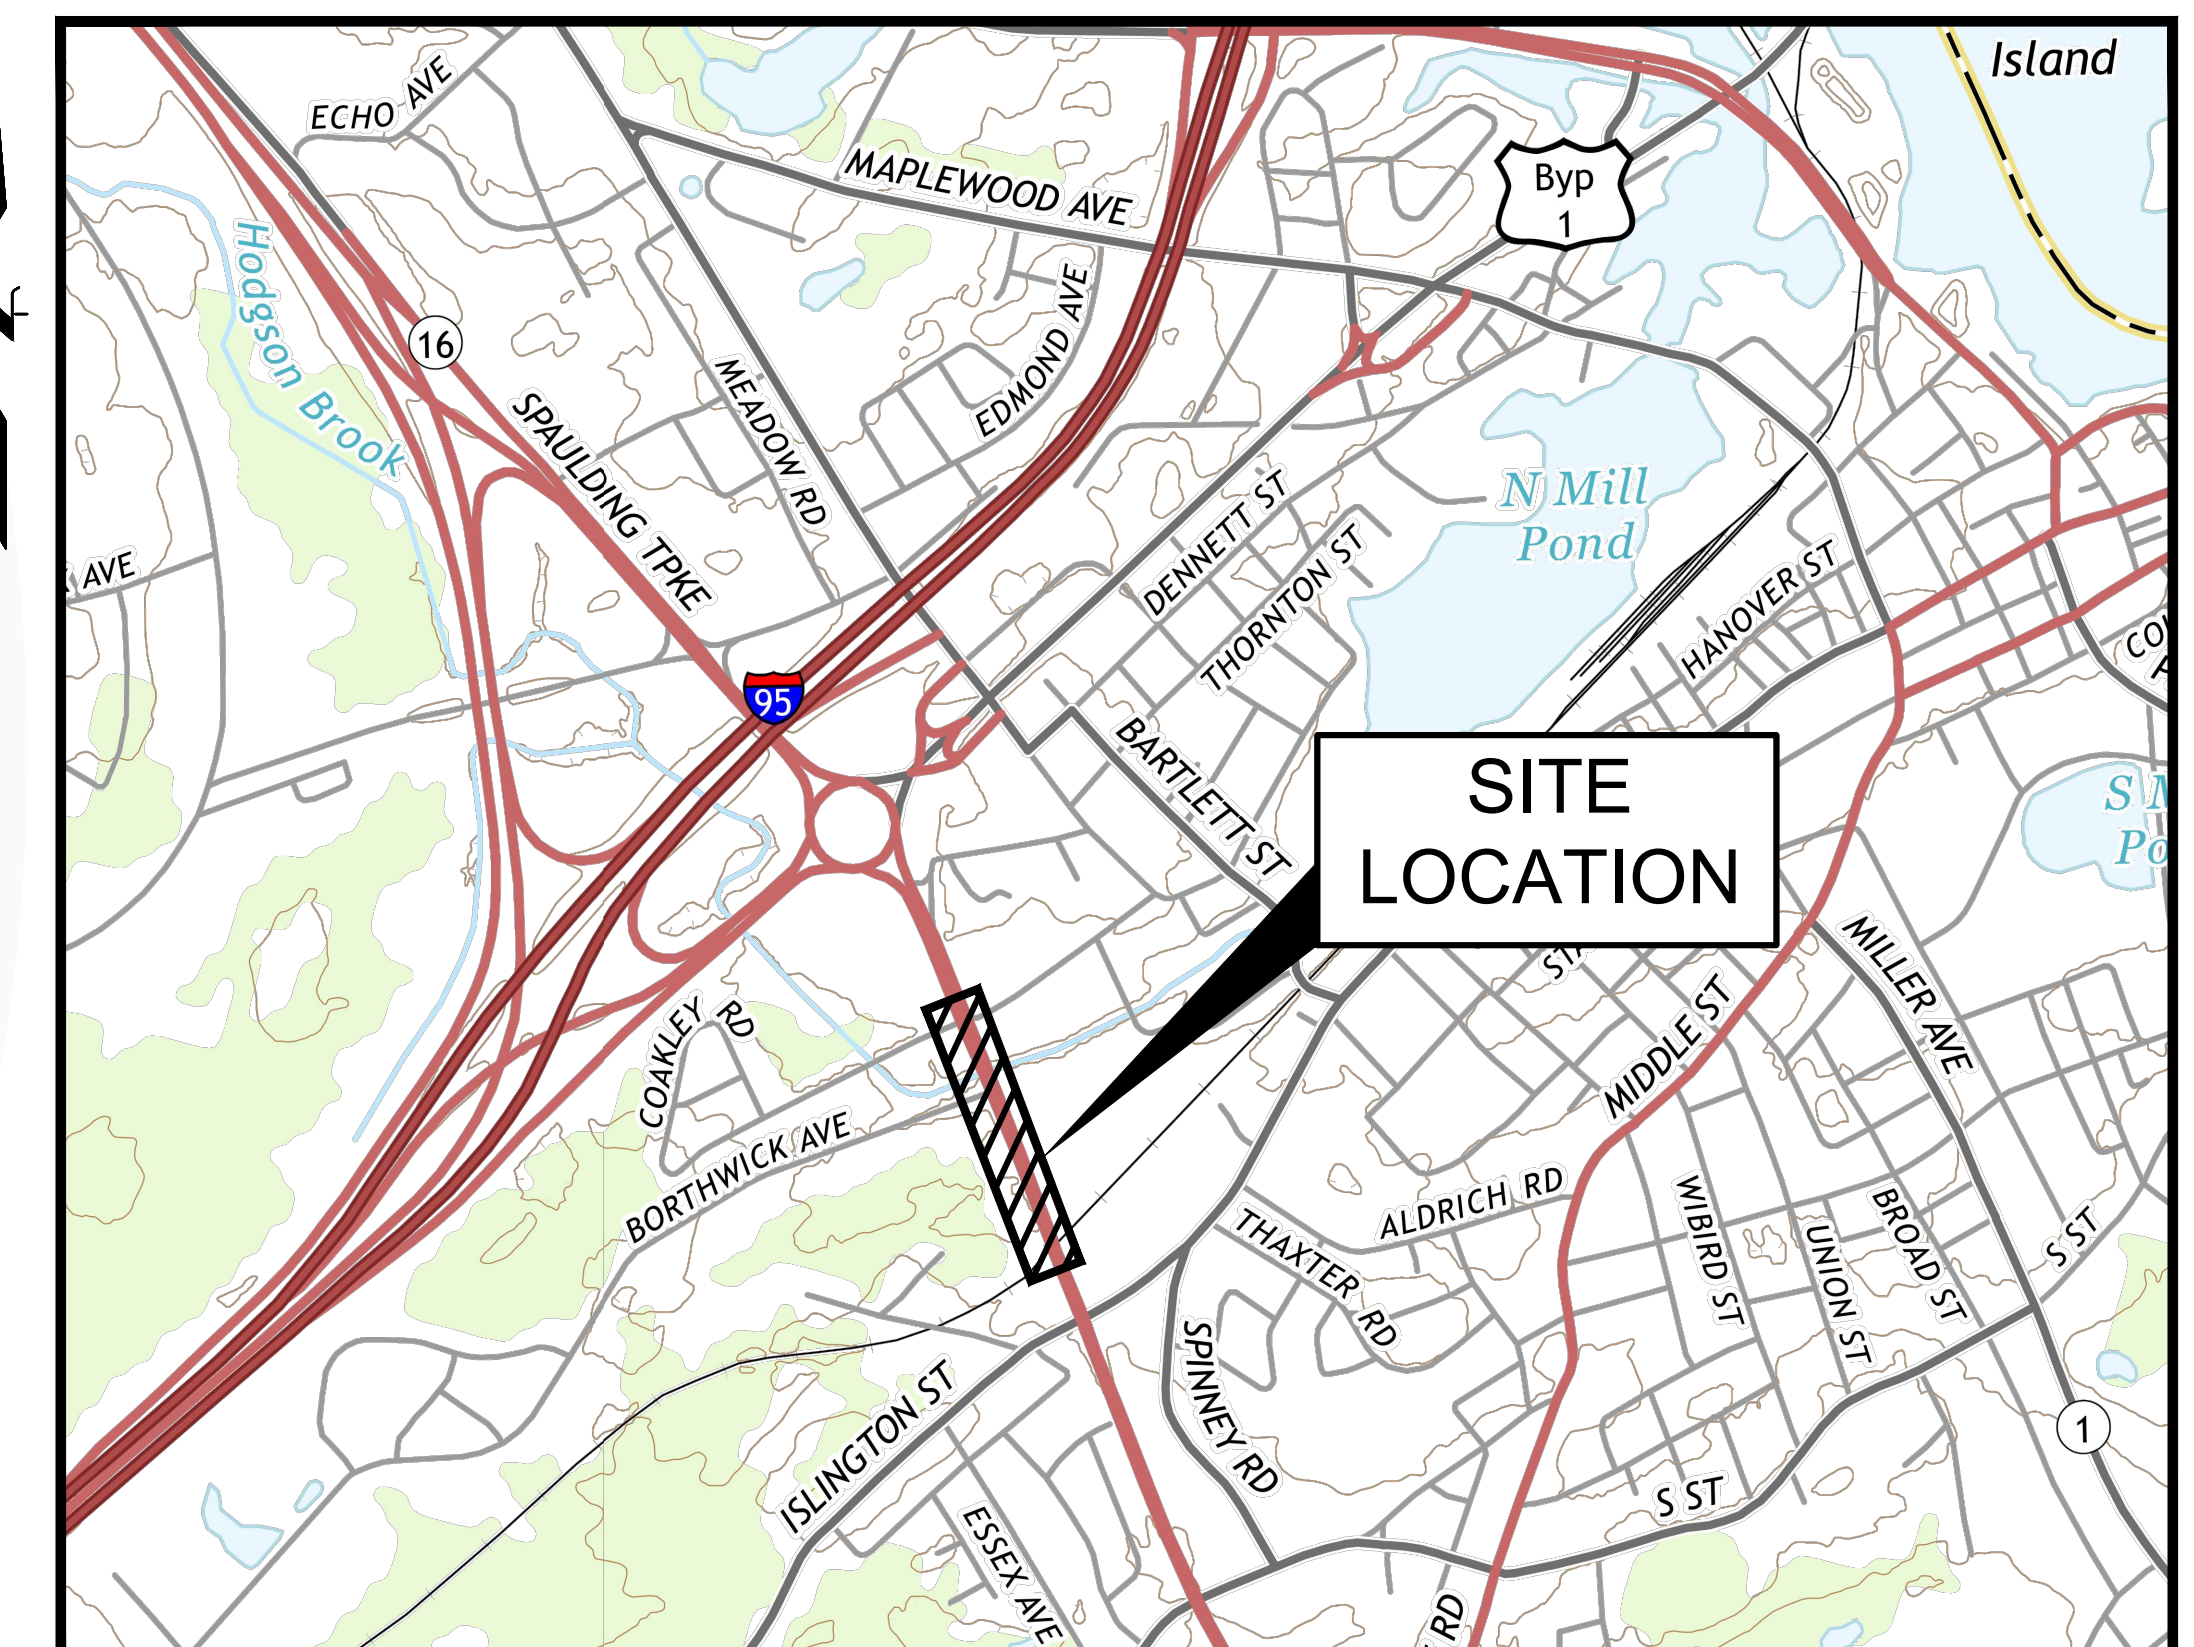 Island
ECHO AVE
MAPLEWOOD AVE
Byp
1
Hodgson Brook
16
EDMOND AVE
MEADOW RD
SPAULDING TPKE
N Mill
Pond
DENNETT ST
THORNTON ST
HANOVER ST
AVE
95
BARTLETT ST
SITE
LOCATION
MILLER AVE
MIDDLE ST
COAKLEY RD
BORTHWICK AVE
ALDRICH RD
THAXTER RD
WIBIRD ST
UNION ST
BROAD ST
S ST
SPINNEY RD
ISLINGTON ST
1
S ST
ESSEX AVE
RD